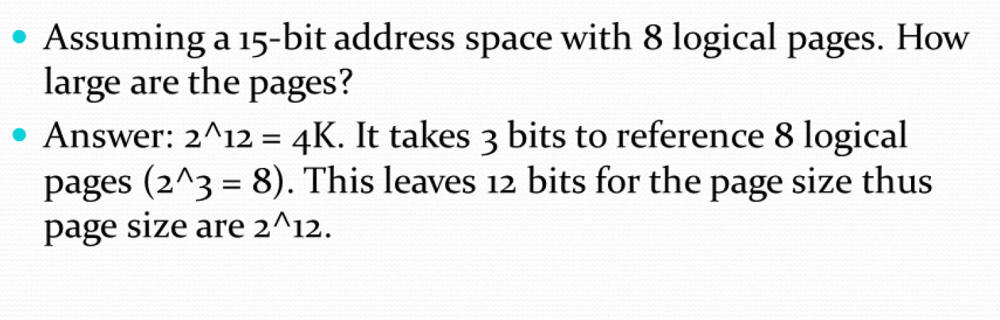 • Assuming a 15-bit address space with 8 logical pages. How
large are the pages?
• Answer: 2^12 = 4K. It takes 3 bits to reference 8 logical
pages (2^3 = 8). This leaves 12 bits for the page size thus
page size are 2^12.